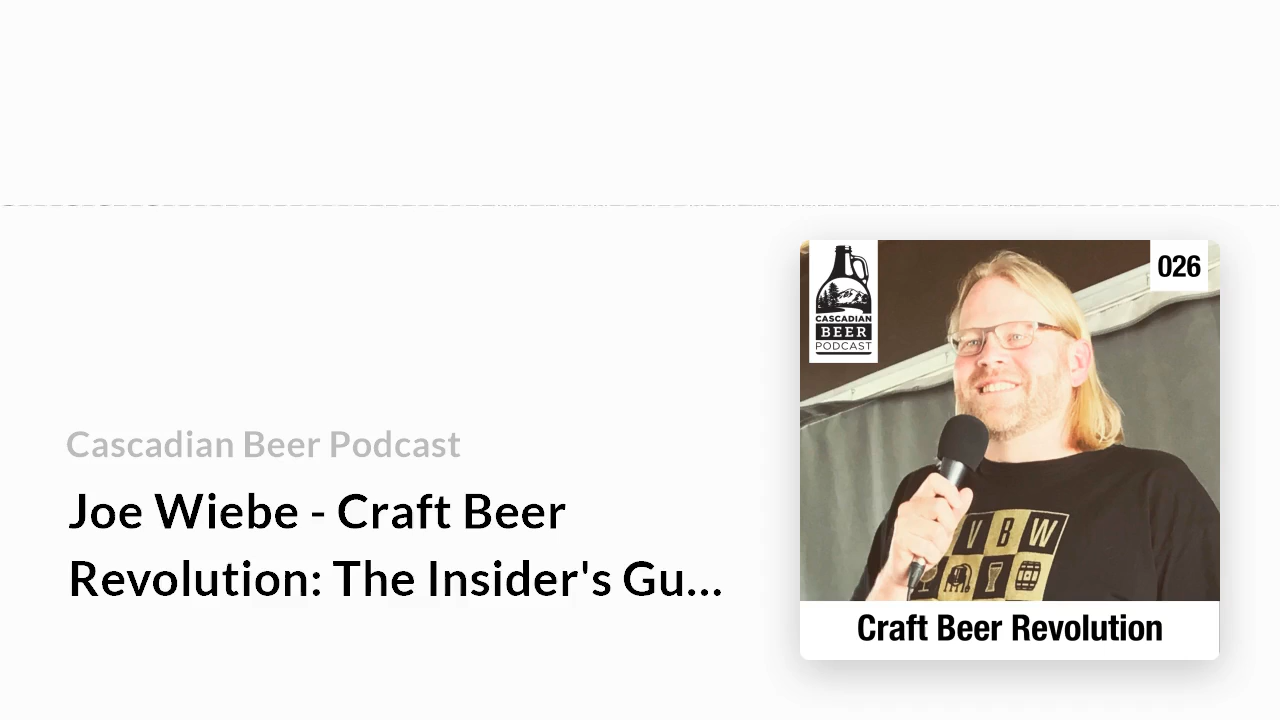 Cascadian Beer Podcast
Joe Wiebe - Craft Beer
Revolution: The Insider's Gu...
CASCADIAN
BEER
PODCAST
026
VBW
Craft Beer Revolution